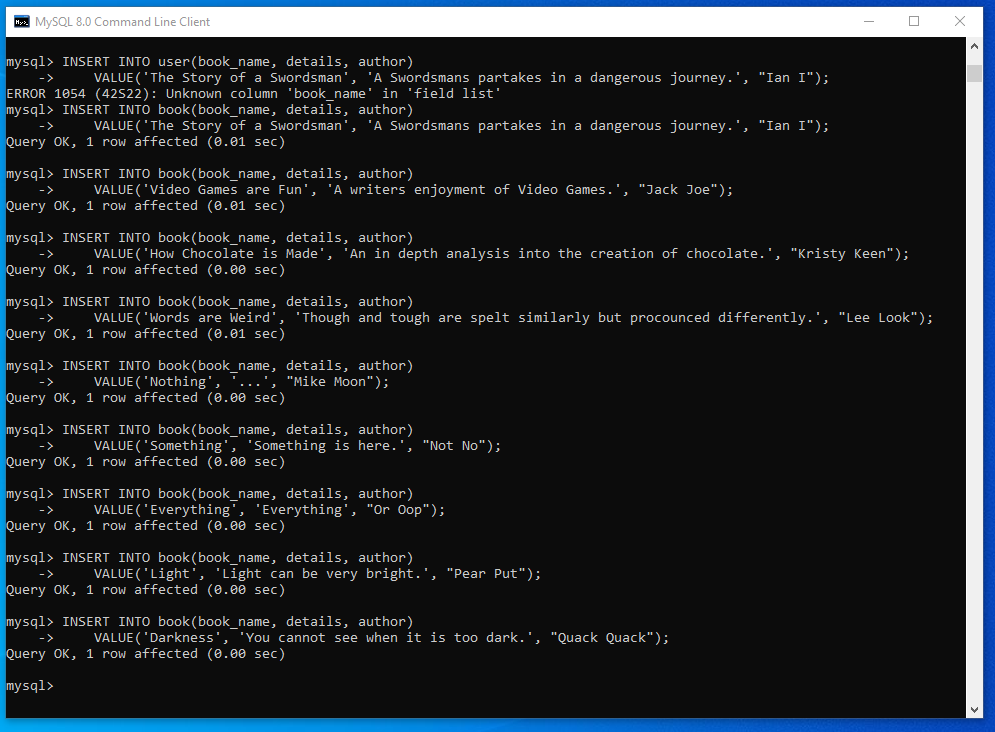 MySQL 8.0 Command Line Client
mysql> INSERT INTO user(book_name, details, author)
    ->     VALUE('The Story of a Swordsman', 'A Swordsmans partakes in a dangerous journey.', "Ian I");
ERROR 1054 (42S22): Unknown column 'book_name' in 'field list'
mysql> INSERT INTO book(book_name, details, author)
    ->     VALUE('The Story of a Swordsman', 'A Swordsmans partakes in a dangerous journey.', "Ian I");
Query OK, 1 row affected (0.01 sec)
mysql> INSERT INTO book(book_name, details, author)
    ->     VALUE('Video Games are Fun', 'A writers enjoyment of Video Games.', "Jack Joe");
Query OK, 1 row affected (0.01 sec)
mysql> INSERT INTO book(book_name, details, author)
    ->     VALUE('How Chocolate is Made', 'An in depth analysis into the creation of chocolate.', "Kristy Keen");
Query OK, 1 row affected (0.00 sec)
mysql> INSERT INTO book(book_name, details, author)
    ->     VALUE('Words are Weird', 'Though and tough are spelt similarly but procounced differently.', "Lee Look");
Query OK, 1 row affected (0.01 sec)
mysql> INSERT INTO book(book_name, details, author)
    ->     VALUE('Nothing', '...', "Mike Moon");
Query OK, 1 row affected (0.00 sec)
mysql> INSERT INTO book(book_name, details, author)
    ->     VALUE('Something', 'Something is here.', "Not No");
Query OK, 1 row affected (0.00 sec)
mysql> INSERT INTO book(book_name, details, author)
    ->     VALUE('Everything', 'Everything', "Or Oop");
Query OK, 1 row affected (0.00 sec)
mysql> INSERT INTO book(book_name, details, author)
    ->     VALUE('Light', 'Light can be very bright.', "Pear Put");
Query OK, 1 row affected (0.00 sec)
mysql> INSERT INTO book(book_name, details, author)
    ->     VALUE('Darkness', 'You cannot see when it is too dark.', "Quack Quack");
Query OK, 1 row affected (0.00 sec)
mysql>